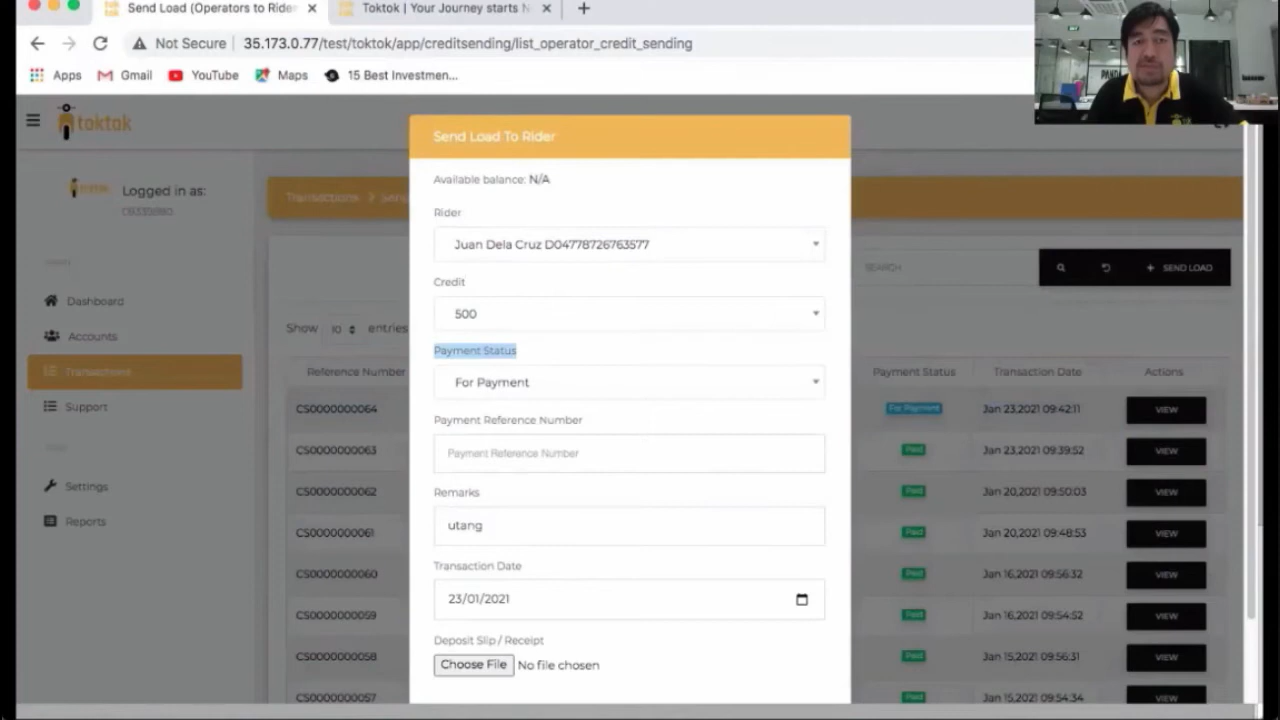 Send Load (Operators to Rider
Toktok | Your Journey starts N
Not Secure | 35.173.0.77/test/toktok/app/creditsending/list_operator_credit_sending
Apps Gmail YouTube Maps 15 Best Investmen...
toktok
Logged in as:
Dashboard
Accounts
Transactions
Support
Settings
Reports
Transactions > Send
Send Load To Rider
Available balance: N/A
Rider
Juan Dela Cruz D04778726763577
Credit
500
Payment Status
For Payment
Payment Reference Number
Payment Reference Number
Remarks
utang
Transaction Date
23/01/2021
Deposit Slip / Receipt
Choose File No file chosen
SEARCH
+ SEND LOAD
Show 10 entries
Reference Number Payment Status Transaction Date Actions
CS0000000064 For Payment Jan 23,2021 09:42:11 VIEW
CS0000000063 Paid Jan 23,2021 09:39:52 VIEW
CS0000000062 Paid Jan 20,2021 09:50:03 VIEW
CS0000000061 Paid Jan 20,2021 09:48:53 VIEW
CS0000000060 Paid Jan 16,2021 09:56:32 VIEW
CS0000000059 Paid Jan 16,2021 09:54:52 VIEW
CS0000000058 Paid Jan 15,2021 09:56:31 VIEW
CS0000000057 Paid Jan 15,2021 09:54:34 VIEW